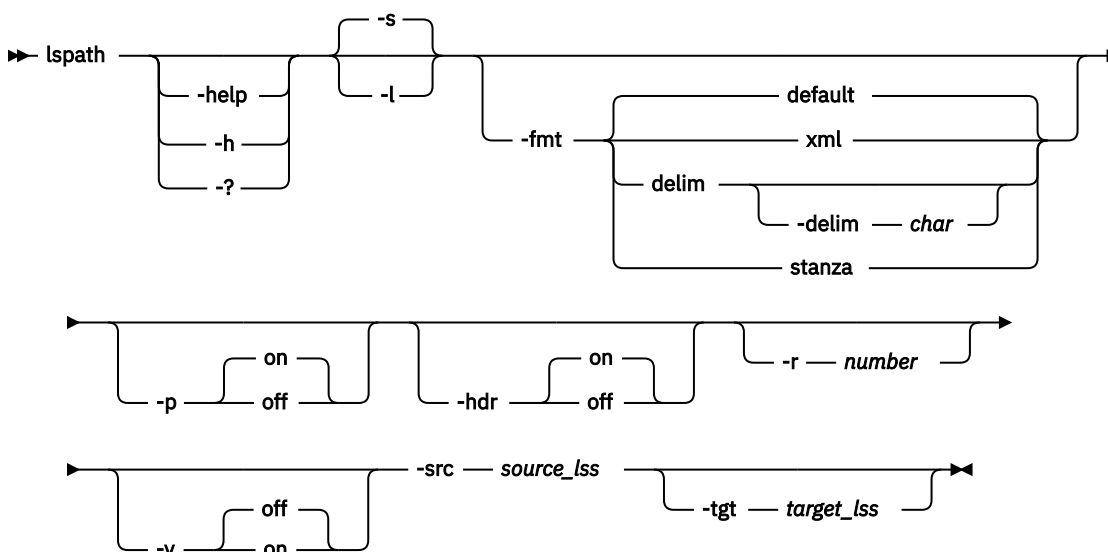 -s
lspath
-help
-l
default
-h
-fmt
xml
-?
delim
-delim char
stanza
on
on
-r number
-p
off
-hdr
off
-src source_lss
off
-tgt target_lss
on